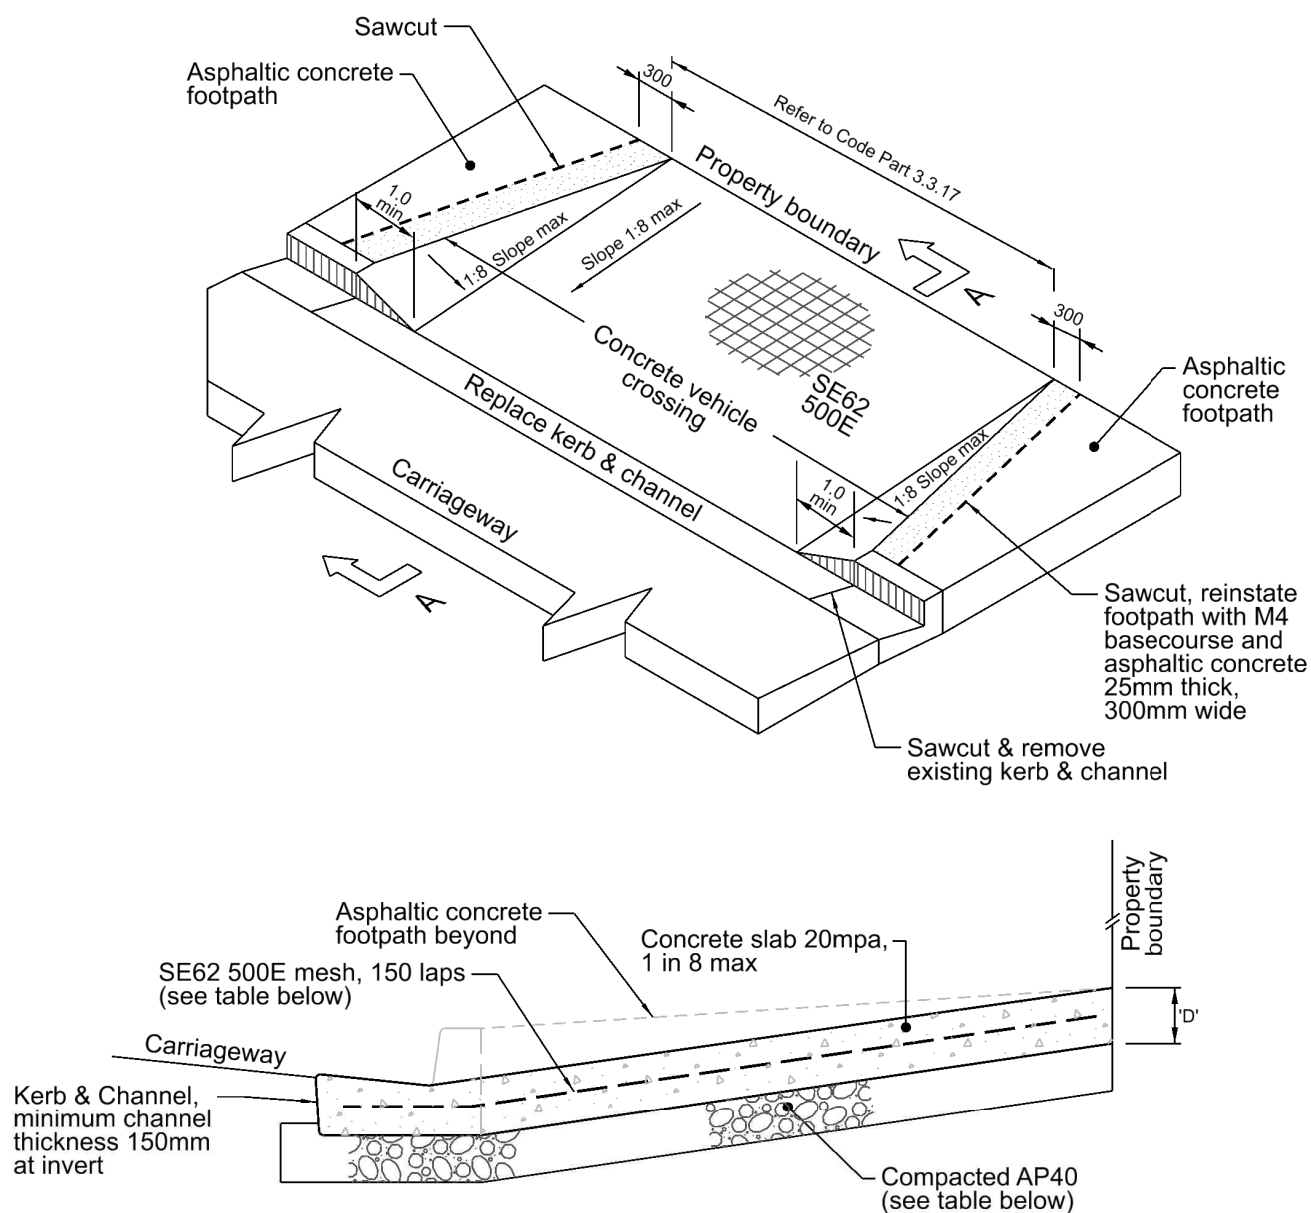 Sawcut
Asphaltic concrete
footpath
300
Refer to Code Part 3.3.17
Property boundary
1.0
min
1:8 Slope max
Slope 1:8 max
A
300
SE62
500E
Concrete vehicle
crossing
Asphaltic
concrete
footpath
Replace kerb & channel
1:8 Slope max
1.0
min
Carriageway
A
Sawcut, reinstate
footpath with M4
basecourse and
asphaltic concrete
25mm thick,
300mm wide
Sawcut & remove
existing kerb & channel
Property
boundary
Asphaltic concrete
footpath beyond
Concrete slab 20mpa,
1 in 8 max
SE62 500E mesh, 150 laps
(see table below)
'D'
Carriageway
Kerb & Channel,
minimum channel
thickness 150mm
at invert
Compacted AP40
(see table below)